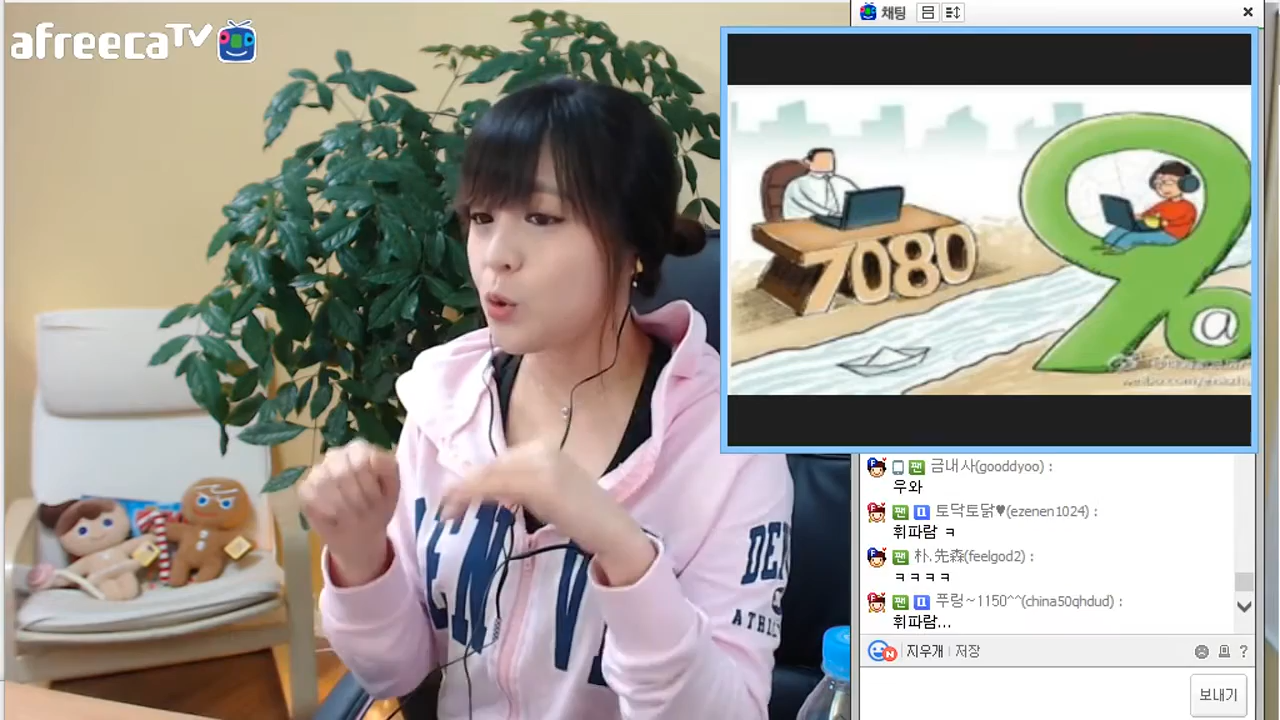 afreecaTV
채팅
7080
90
@
금내사(gooddyoo) :
우와
토닥토닭♥(ezenen1024) :
휘파람 ㅋ
朴.先森(feelgod2) :
ㅋㅋㅋㅋ
푸링~1150^^(china50qhdud) :
휘파람...
지우개
저장
보내기